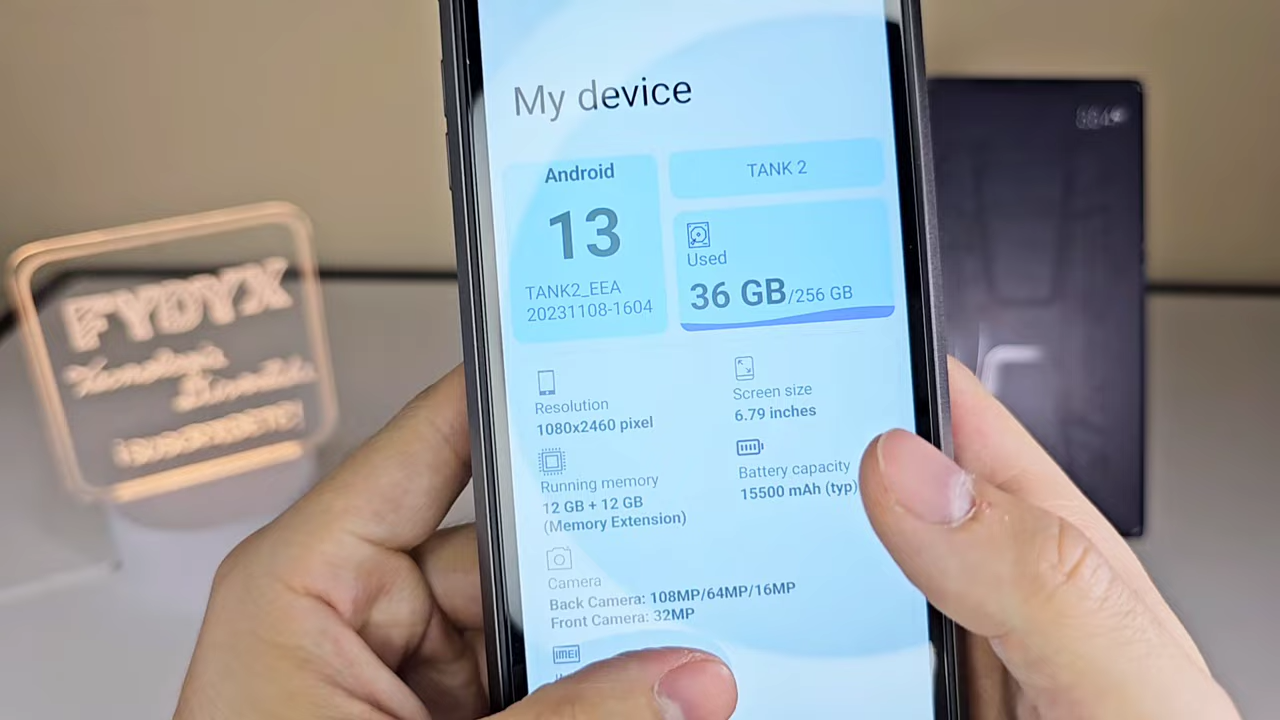 My device
Android
13
TANK2_EEA
20231108-1604
TANK 2
Used
36 GB/256 GB
Resolution
1080x2460 pixel
Screen size
6.79 inches
Running memory
12 GB + 12 GB
(Memory Extension)
Battery capacity
15500 mAh (typ)
Camera
Back Camera: 108MP/64MP/16MP
Front Camera: 32MP
IMEI
FYDYX
8849